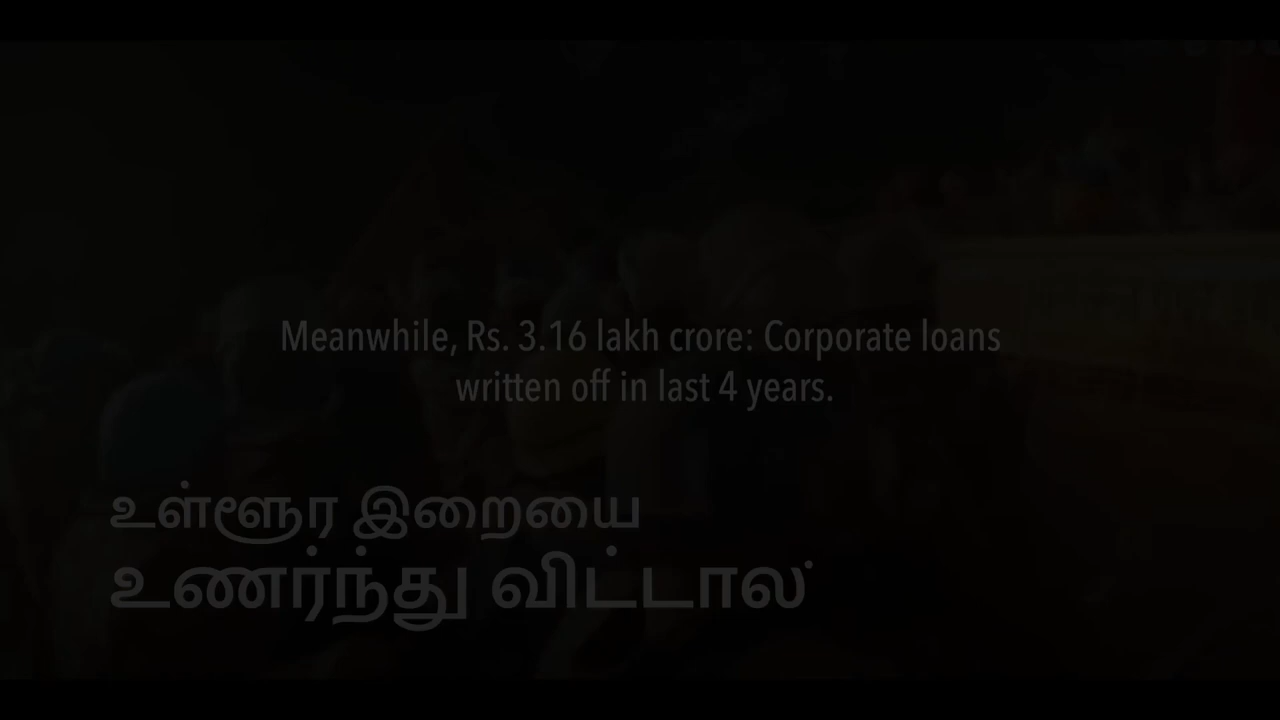 Meanwhile, Rs. 3.16 lakh crore: Corporate loans
written off in last 4 years.
உள்ளூர இறையை
உணர்ந்து விட்டால்